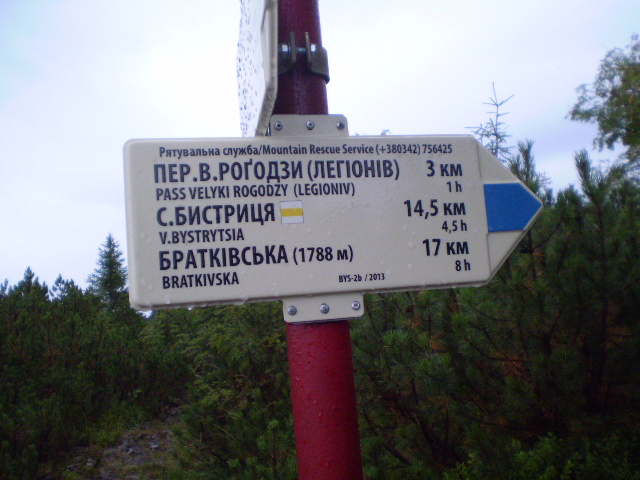 Рятувальна служба/Mountain Rescue Service (+380342) 756425
ПЕР.В.РОҐОДЗИ (ЛЕГІОНІВ) 3 КМ
PASS VELYKI ROGODZY (LEGIONIV) 1 h
С.БИСТРИЦЯ 14,5 КМ
V.BYSTRYTSIA 4,5 h
БРАТКІВСЬКА (1788 м) 17 КМ
BRATKIVSKA BYS-2b / 2013 8 h